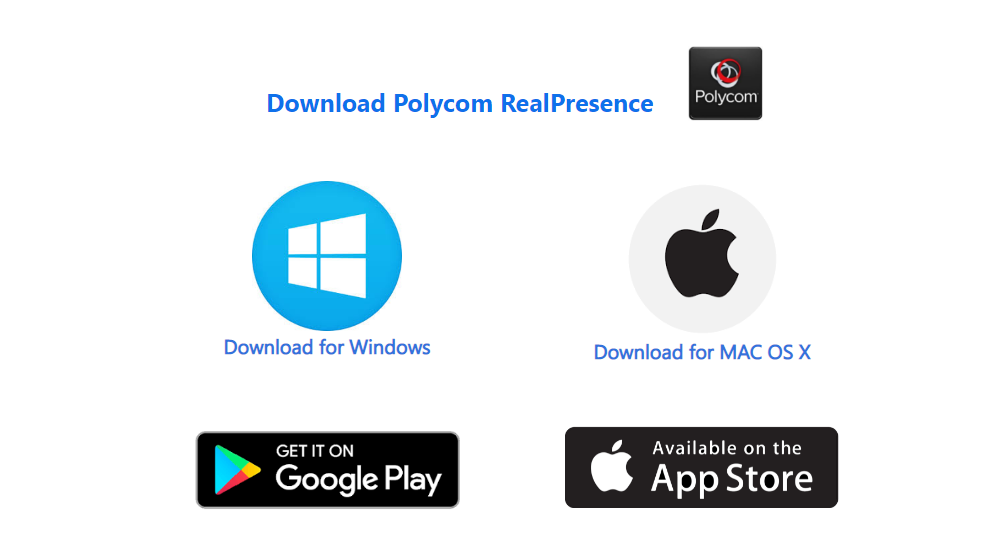 Download Polycom RealPresence
Polycom
Download for Windows
Download for MAC OS X
GET IT ON
Google Play
Available on the
App Store